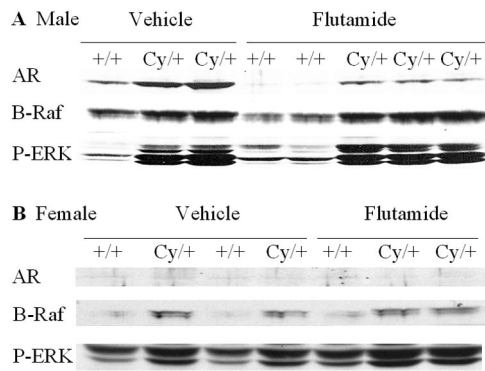 A Male Vehicle Flutamide
+/+ Cy/+ Cy/+ +/+ +/+ Cy/+ Cy/+ Cy/+
AR
B-Raf
P-ERK
B Female Vehicle Flutamide
+/+ Cy/+ +/+ Cy/+ +/+ Cy/+ Cy/+
AR
B-Raf
P-ERK